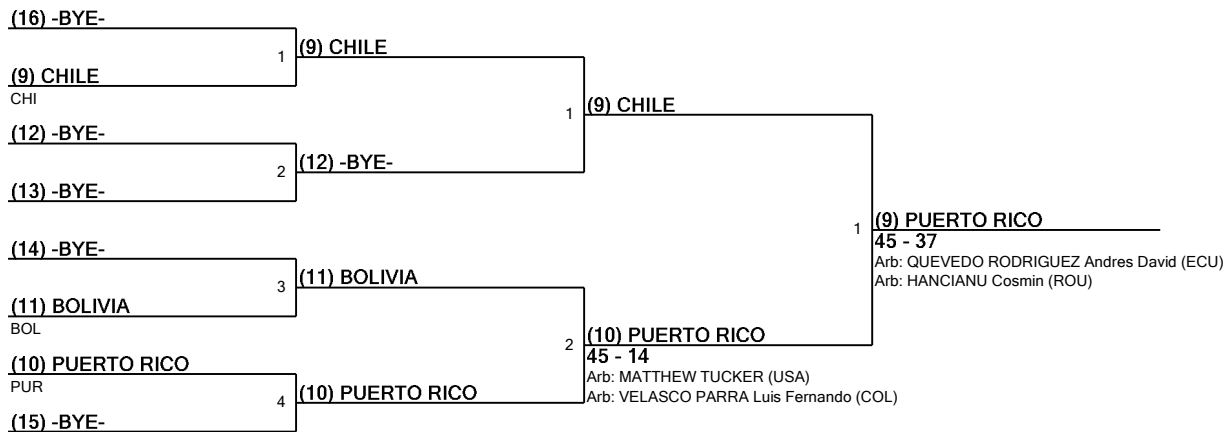 (16) -BYE-
1
(9) CHILE
(9) CHILE
CHI
1
(9) CHILE
(12) -BYE-
2
(12) -BYE-
(13) -BYE-
1
(9) PUERTO RICO
45 - 37
Arb: QUEVEDO RODRIGUEZ Andres David (ECU)
Arb: HANCIANU Cosmin (ROU)
(14) -BYE-
3
(11) BOLIVIA
(11) BOLIVIA
BOL
2
(10) PUERTO RICO
45 - 14
Arb: MATTHEW TUCKER (USA)
Arb: VELASCO PARRA Luis Fernando (COL)
(10) PUERTO RICO
PUR
4
(10) PUERTO RICO
(15) -BYE-